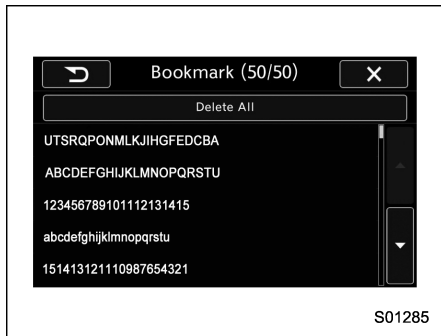 Bookmark (50/50)
Delete All
UTSRQPONMLKJIHGFEDCBA
ABCDEFGHIJKLMNOPQRSTU
123456789101112131415
abcdefghijklmnopqrstu
151413121110987654321
S01285